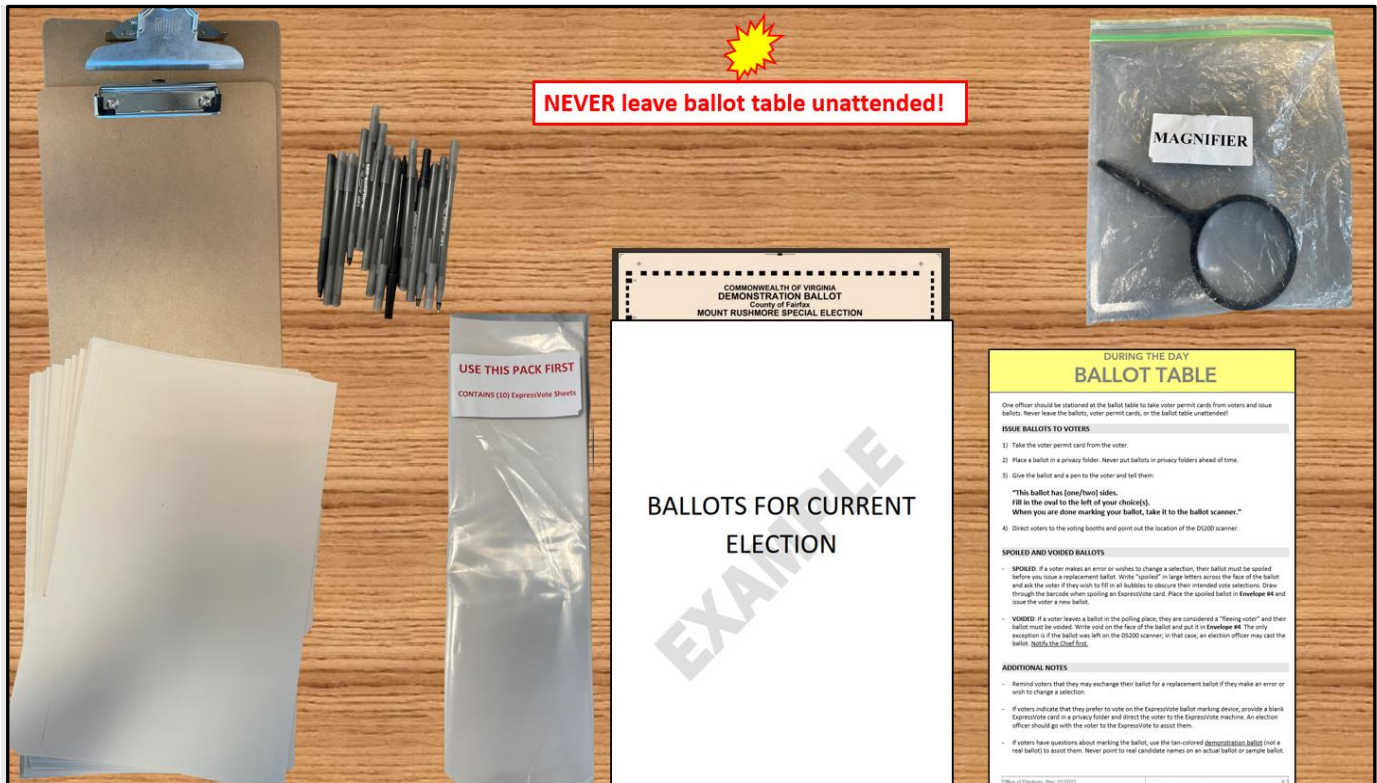 NEVER leave ballot table unattended!
MAGNIFIER
USE THIS PACK FIRST
CONTAINS (10) ExpressVote Sheets
COMMONWEALTH OF VIRGINIA
DEMONSTRATION BALLOT
County of Fairfax
MOUNT RUSHMORE SPECIAL ELECTION
BALLOTS FOR CURRENT
ELECTION
EXAMPLE
DURING THE DAY
BALLOT TABLE
One officer should be stationed at the ballot table to take voter permit cards from voters and issue
ballots. Never leave the ballots, voter permit cards, or the ballot table unattended!
ISSUE BALLOTS TO VOTERS
1) Take the voter permit card from the voter.
2) Place a ballot in a privacy folder. Never put ballots in privacy folders ahead of time.
3) Give the ballot and a pen to the voter and tell them:
"This ballot has [one/two] sides.
Fill in the oval to the left of your choice(s).
When you are done marking your ballot, take it to the ballot scanner."
4) Direct voters to the voting booths and point out the location of the DS200 scanner.
SPOILED AND VOIDED BALLOTS
- SPOILED: If a voter makes an error or wishes to change a selection, their ballot must be spoiled
before you issue a replacement ballot. Write "spoiled" in large letters across the face of the ballot
and ask the voter if they wish to fill in all bubbles to obscure their intended vote selections. Draw
through the barcode when spoiling an ExpressVote card. Place the spoiled ballot in Envelope #4 and
issue the voter a new ballot.
- VOIDED: If a voter leaves a ballot in the polling place, they are considered a "fleeing voter" and their
ballot must be voided. Write void on the face of the ballot and put it in Envelope #4. The only
exception is if the ballot was left on the DS200 scanner; in that case, an election officer may cast the
ballot. Notify the Chief first.
ADDITIONAL NOTES
- Remind voters that they may exchange their ballot for a replacement ballot if they make an error or
wish to change a selection.
- If voters indicate that they prefer to vote on the ExpressVote ballot marking device, provide a blank
ExpressVote card in a privacy folder and direct the voter to the ExpressVote machine. An election
officer should go with the voter to the ExpressVote to assist them.
- If voters have questions about marking the ballot, use the tan-colored demonstration ballot (not a
real ballot) to assist them. Never point to real candidate names on an actual ballot or sample ballot.